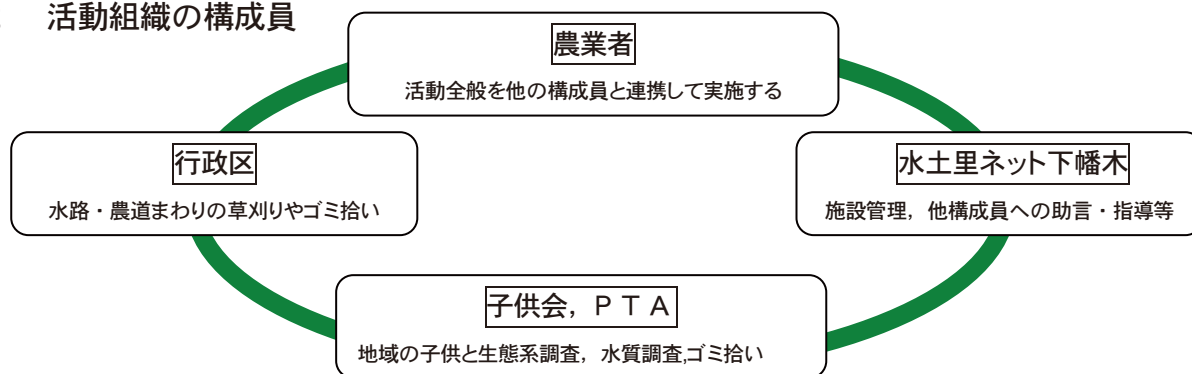 活動組織の構成員
農業者
活動全般を他の構成員と連携して実施する
行政区
水路・農道まわりの草刈りやゴミ拾い
水土里ネット下幡木
施設管理，他構成員への助言・指導等
子供会，ＰＴＡ
地域の子供と生態系調査，水質調査,ゴミ拾い